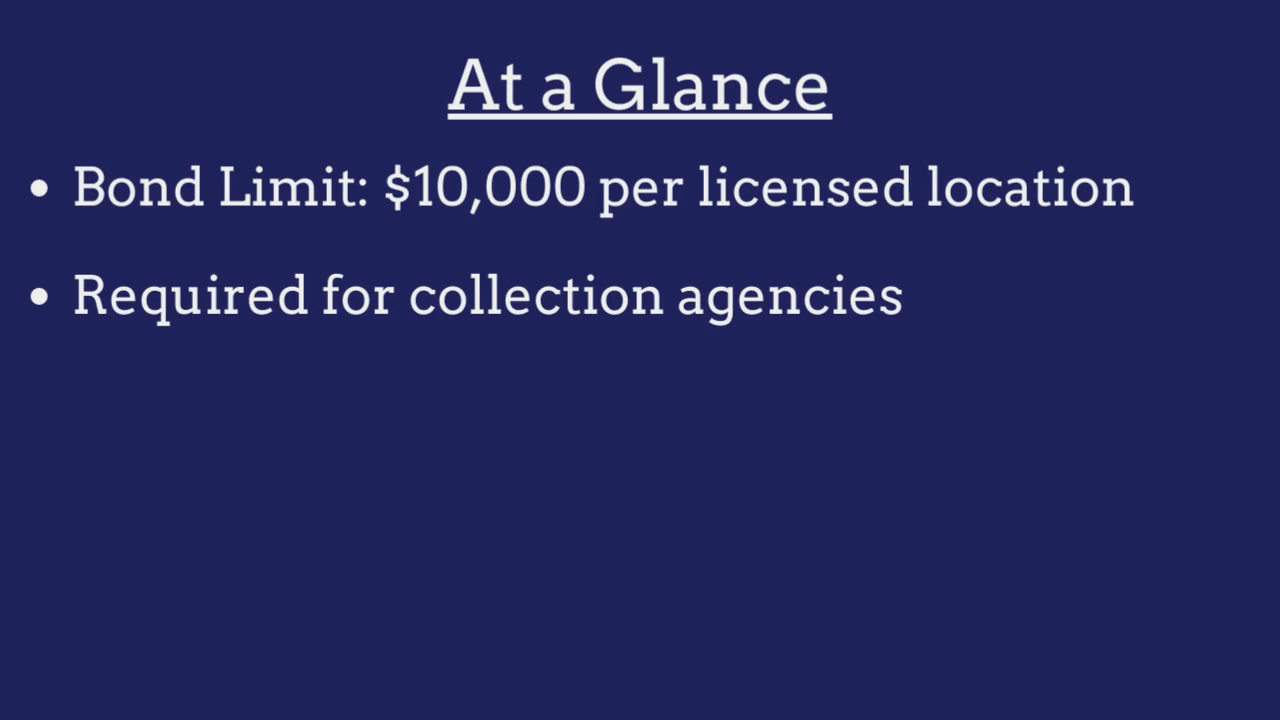 At a Glance
• Bond Limit: $10,000 per licensed location
• Required for collection agencies